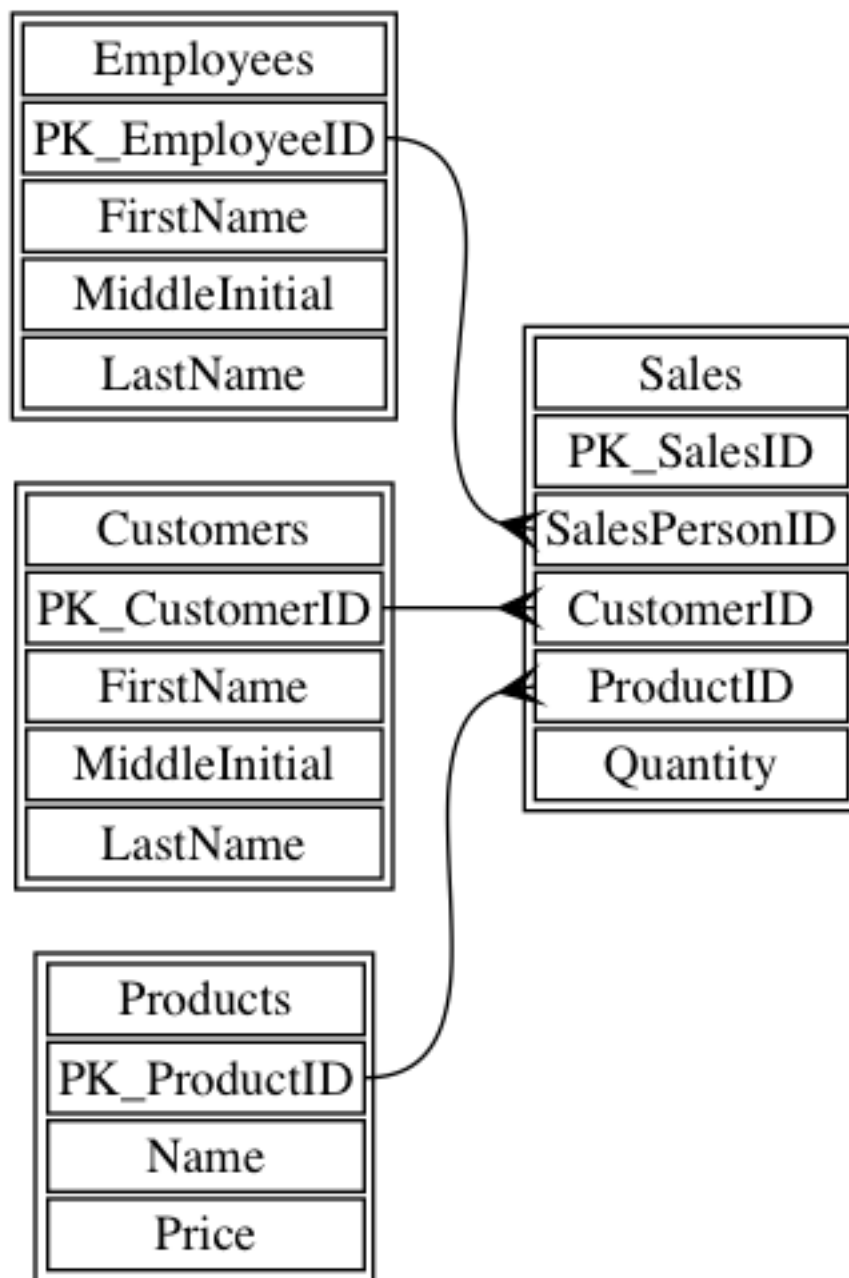 Employees
PK_EmployeeID
FirstName
MiddleInitial
LastName
Customers
PK_CustomerID
FirstName
MiddleInitial
LastName
Products
PK_ProductID
Name
Price
Sales
PK_SalesID
SalesPersonID
CustomerID
ProductID
Quantity